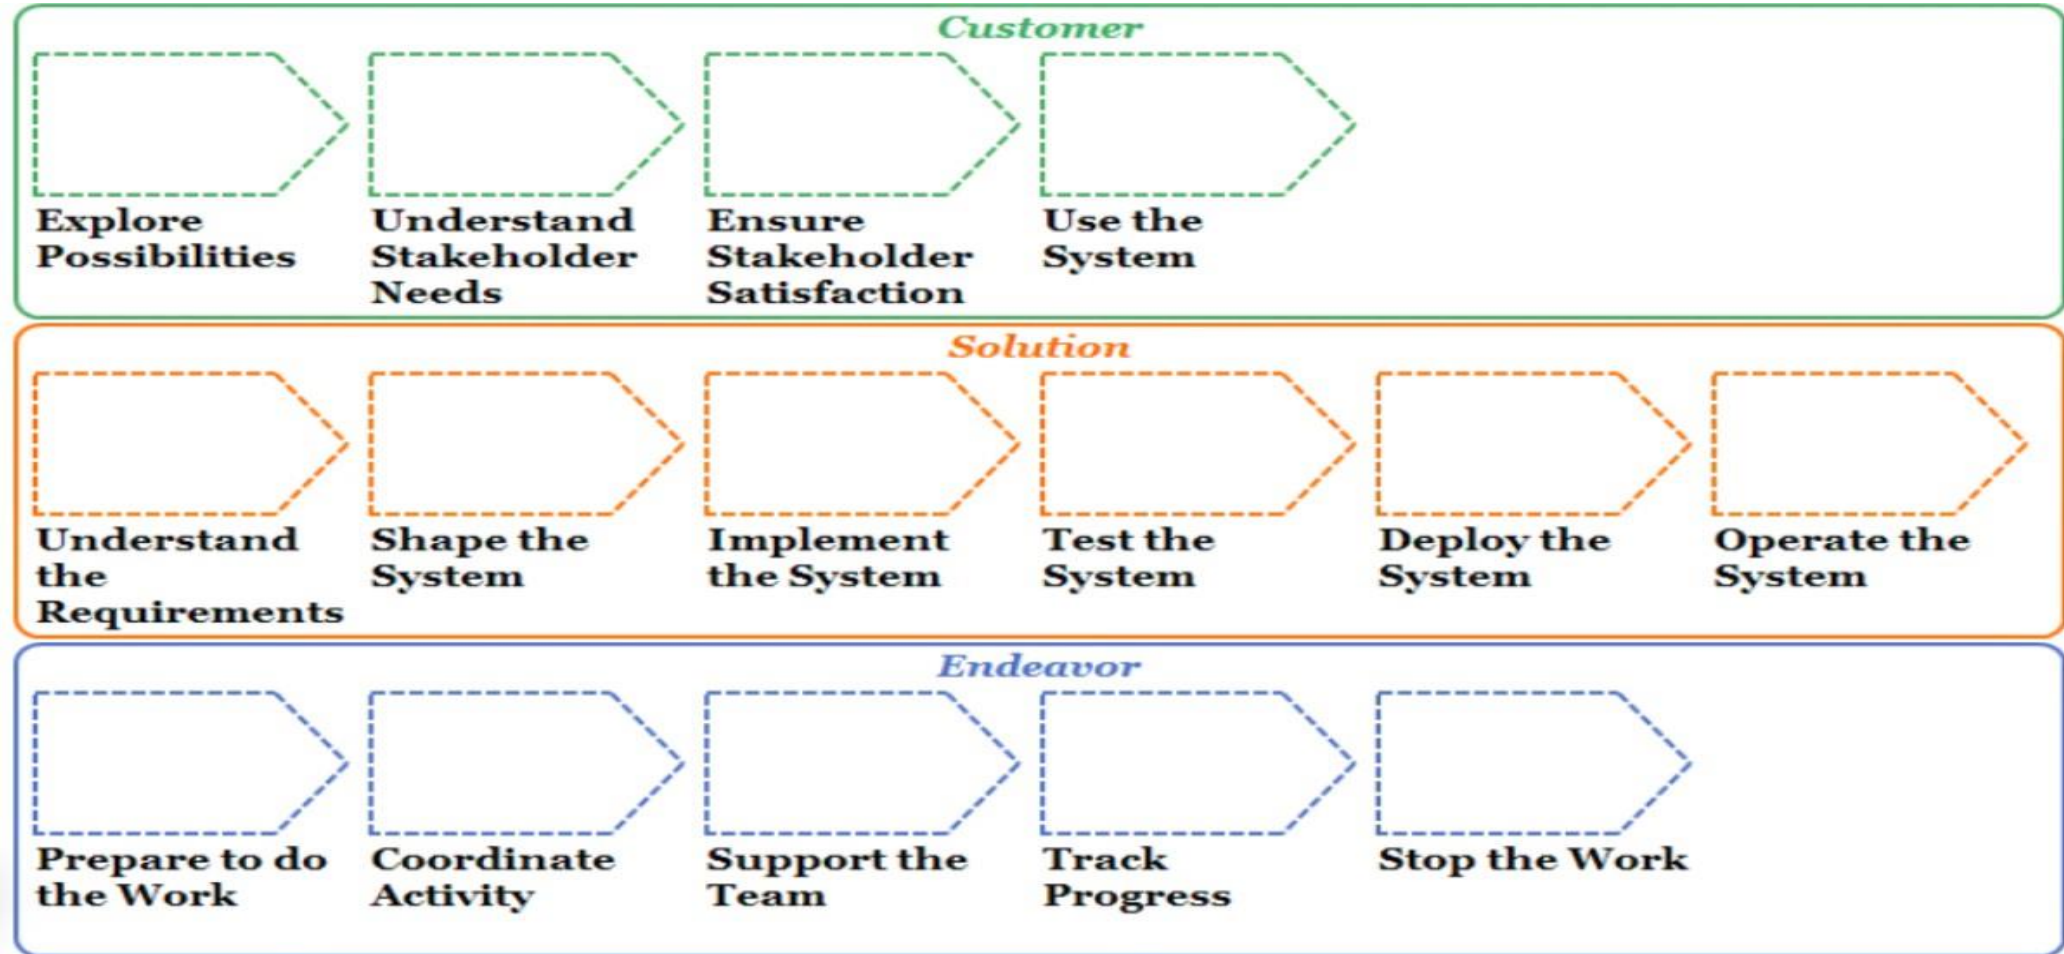 Customer
Explore
Possibilities
Understand
Stakeholder
Needs
Ensure
Stakeholder
Satisfaction
Use the
System
Solution
Understand
the
Requirements
Shape the
System
Implement
the System
Test the
System
Deploy the
System
Operate the
System
Endeavor
Prepare to do
the Work
Coordinate
Activity
Support the
Team
Track
Progress
Stop the Work